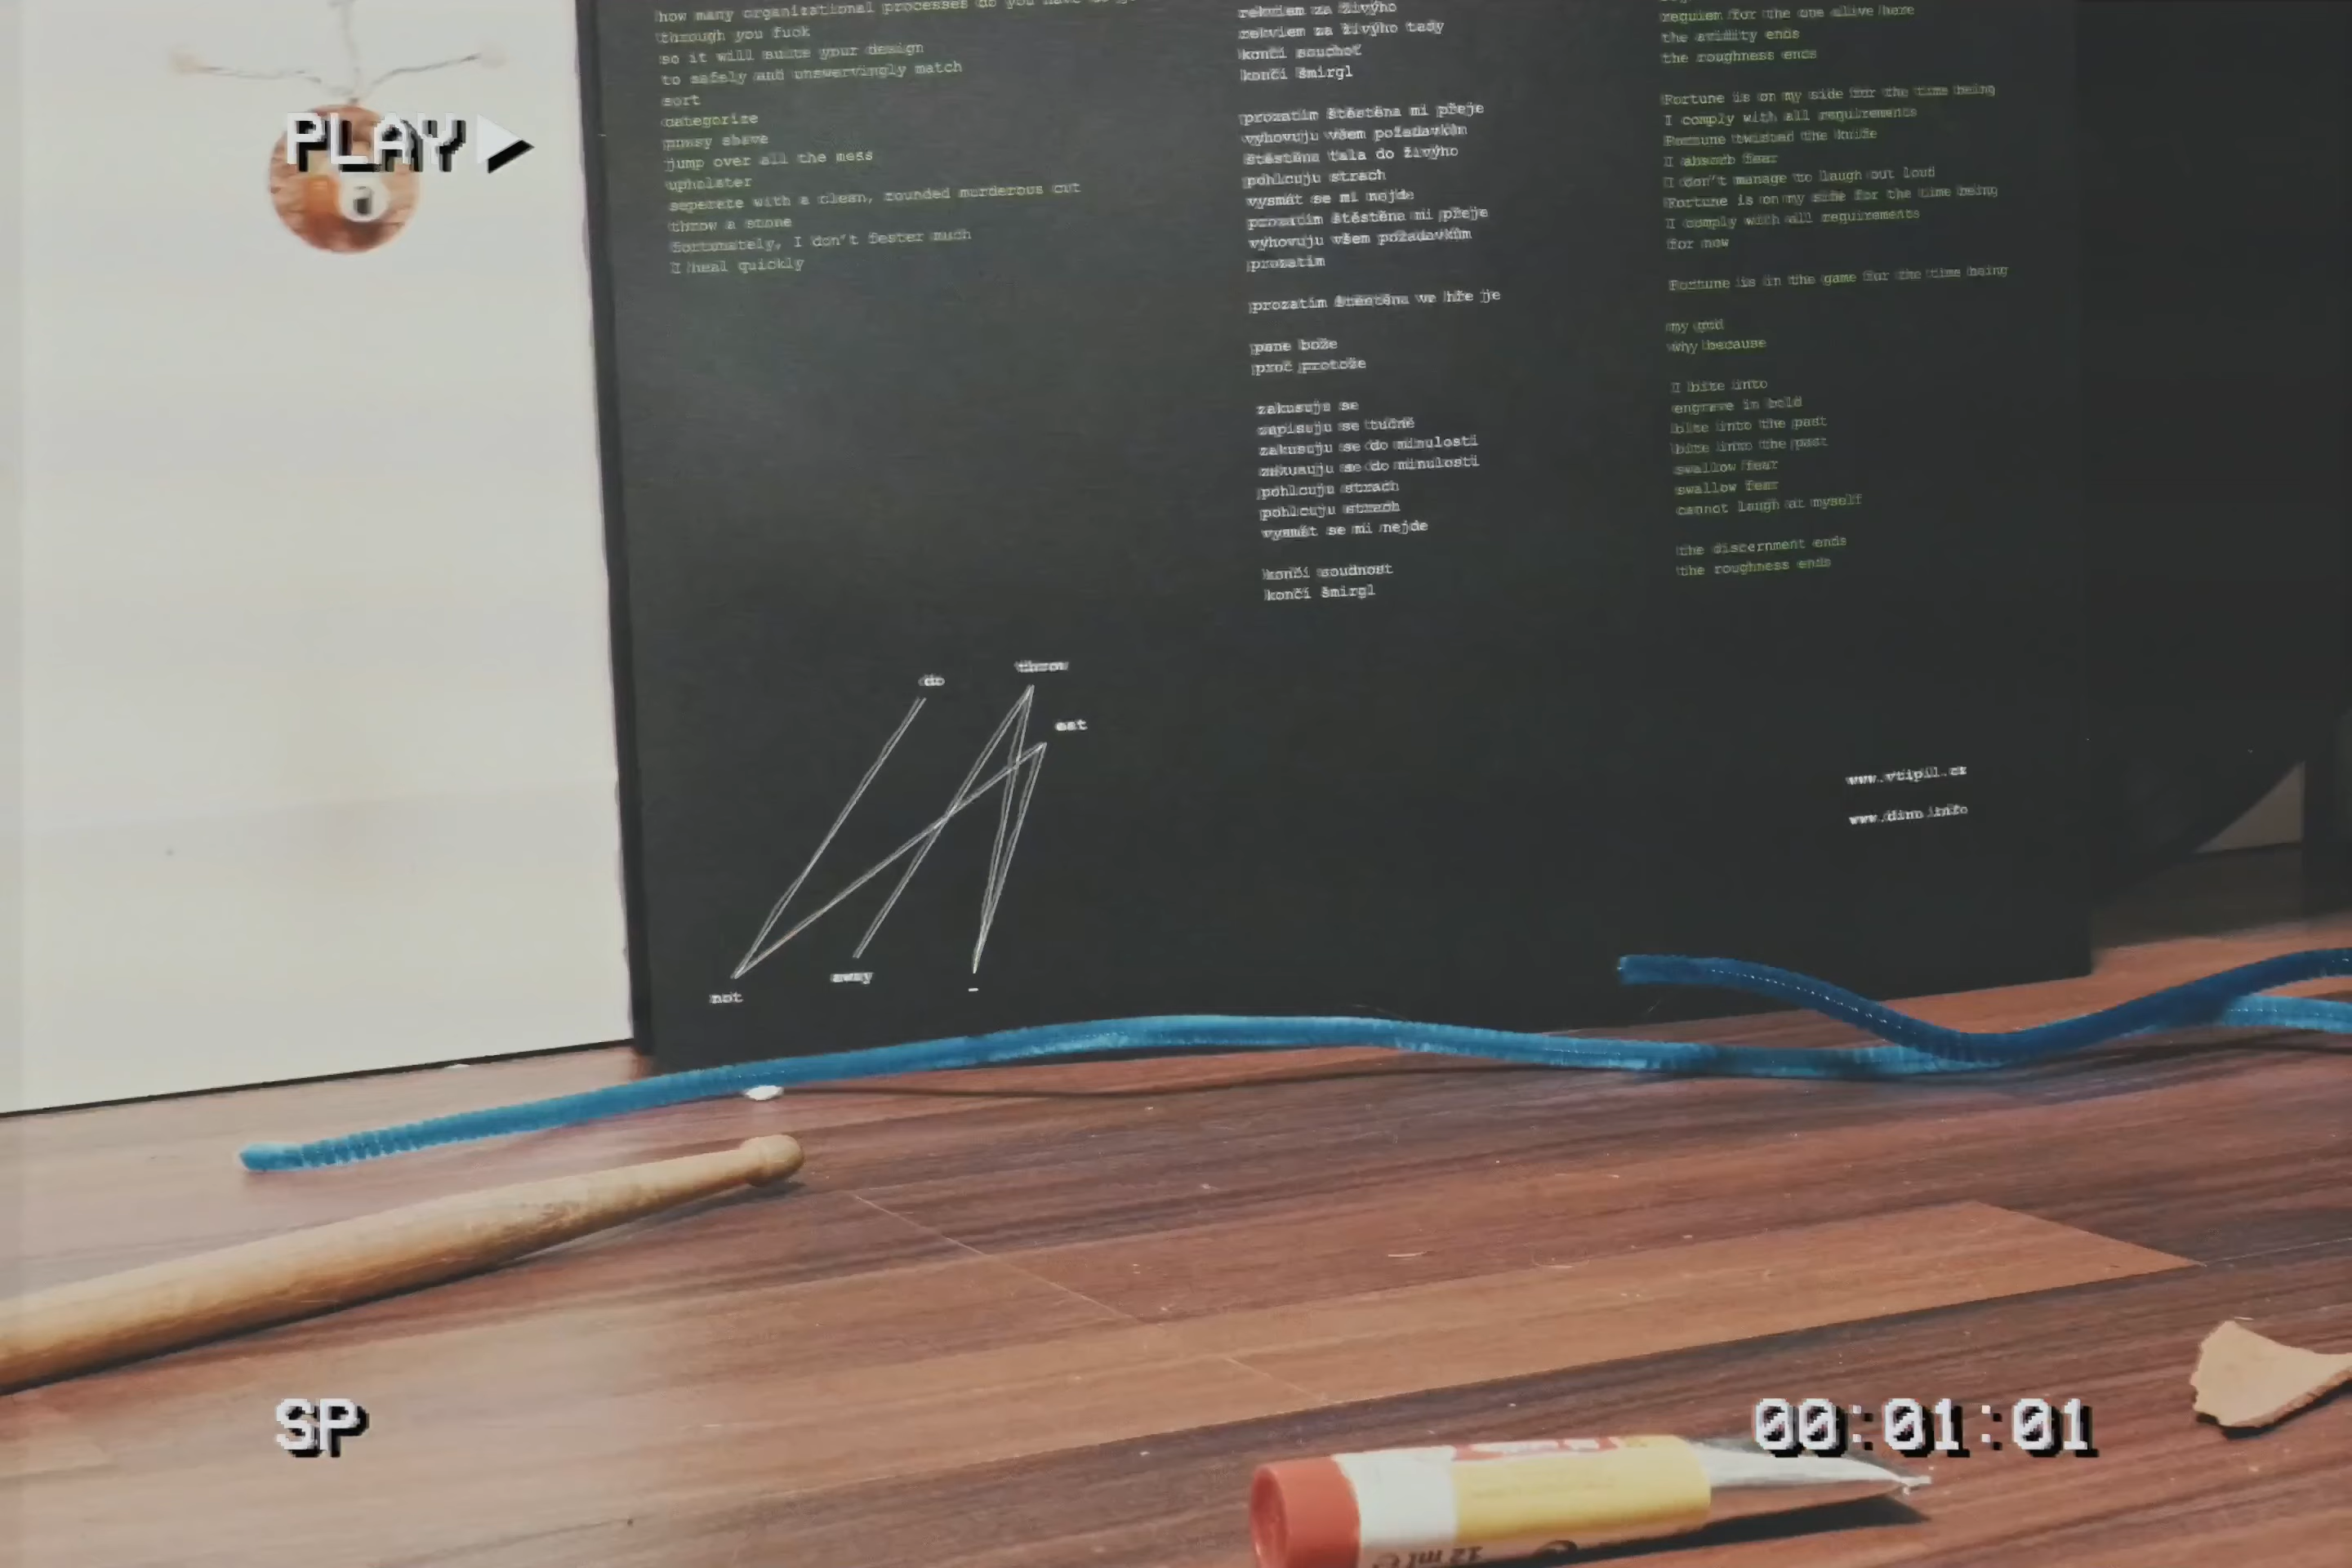 PLAY
how many organizational processes do you have to go
through you fuck
so it will suite your design
to safely and unswervingly match
sort
categorize
pussy shave
jump over all the mess
upholster
seperate with a clean, rounded murderous cut
throw a stone
fortunately, I don't fester much
I heal quickly
rekviem za živýho
rekviem za živýho tady
končí souchoť
končí šmirgl
prozatím štěstěna mi přeje
vyhovuju všem požadavkům
štěstěna ťala do živýho
pohlcuju strach
vysmát se mi nejde
prozatím štěstěna mi přeje
vyhovuju všem požadavkům
prozatím
prozatím štěstěna ve hře je
pane bože
proč protože
zakusuju se
zapisuju se tučně
zakusuju se do minulosti
zakusuju se do minulosti
pohlcuju strach
pohlcuju strach
vysmát se mi nejde
končí soudnost
končí šmirgl
requiem for the one alive here
the avidity ends
the roughness ends
Fortune is on my side for the time being
I comply with all requirements
Fortune twisted the knife
I absorb fear
I don't manage to laugh out loud
Fortune is on my side for the time being
I comply with all requirements
for now
Fortune is in the game for the time being
my god
why because
I bite into
engrave in bold
bite into the past
bite into the past
swallow fear
swallow fear
cannot laugh at myself
the discernment ends
the roughness ends
do
throw
eat
not
away
-
www.vtipil.cz
www.dino.info
SP
00:01:01
12 ml e